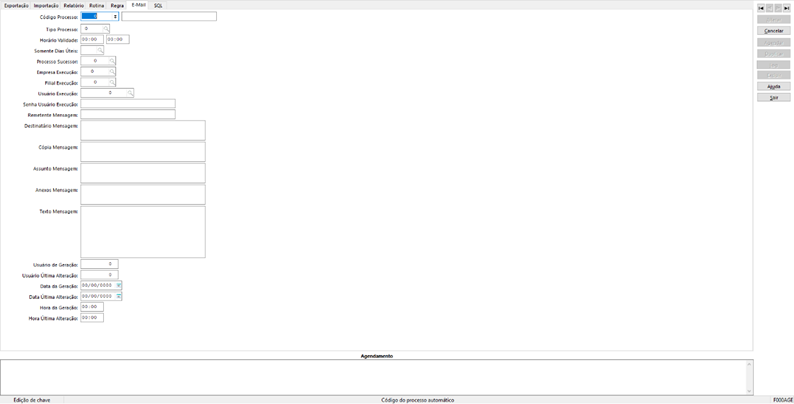 Exportação Importação Relatório Rotina Regra E-Mail SQL
Código Processo: 0
Tipo Processo: 0
Horário Validade: 00:00 00:00
Somente Dias Úteis:
Processo Sucessor: 0
Empresa Execução: 0
Filial Execução: 0
Usuário Execução: 0
Senha Usuário Execução:
Remetente Mensagem:
Destinatário Mensagem:
Cópia Mensagem:
Assunto Mensagem:
Anexos Mensagem:
Texto Mensagem:
Usuário de Geração: 0
Usuário Última Alteração: 0
Data da Geração: 00/00/0000
Data Última Alteração: 00/00/0000
Hora da Geração: 00:00
Hora Última Alteração: 00:00
Cancelar
Ajuda
Sair
Agendamento
Edição de chave Código do processo automático F000AGE